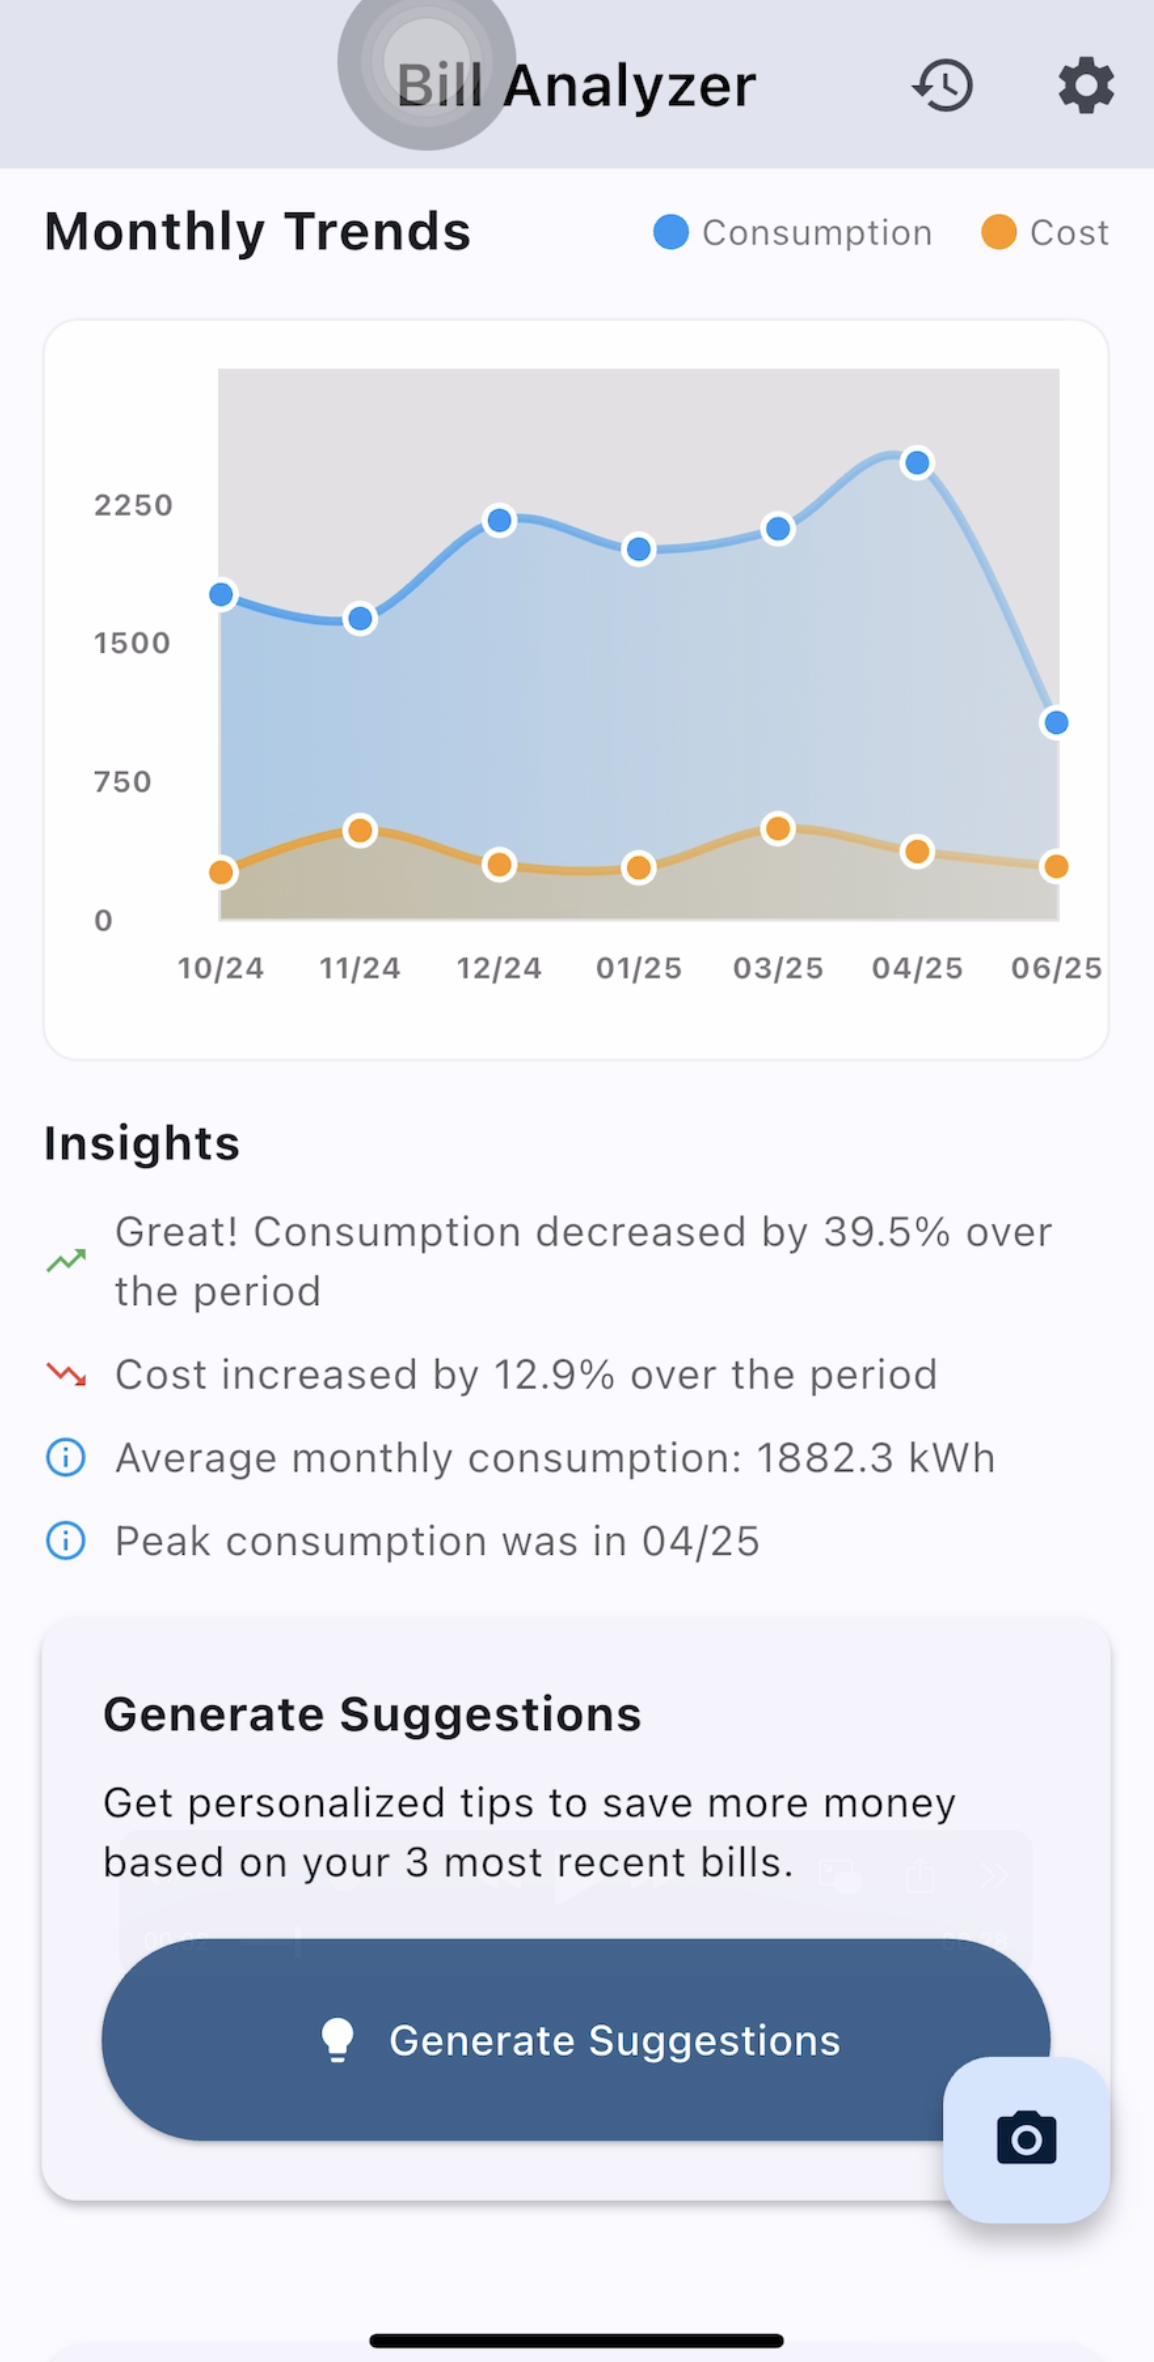 Bill Analyzer
Monthly Trends
Consumption
Cost
2250
1500
750
0
10/24 11/24 12/24 01/25 03/25 04/25 06/25
Insights
Great! Consumption decreased by 39.5% over
the period
Cost increased by 12.9% over the period
Average monthly consumption: 1882.3 kWh
Peak consumption was in 04/25
Generate Suggestions
Get personalized tips to save more money
based on your 3 most recent bills.
Generate Suggestions